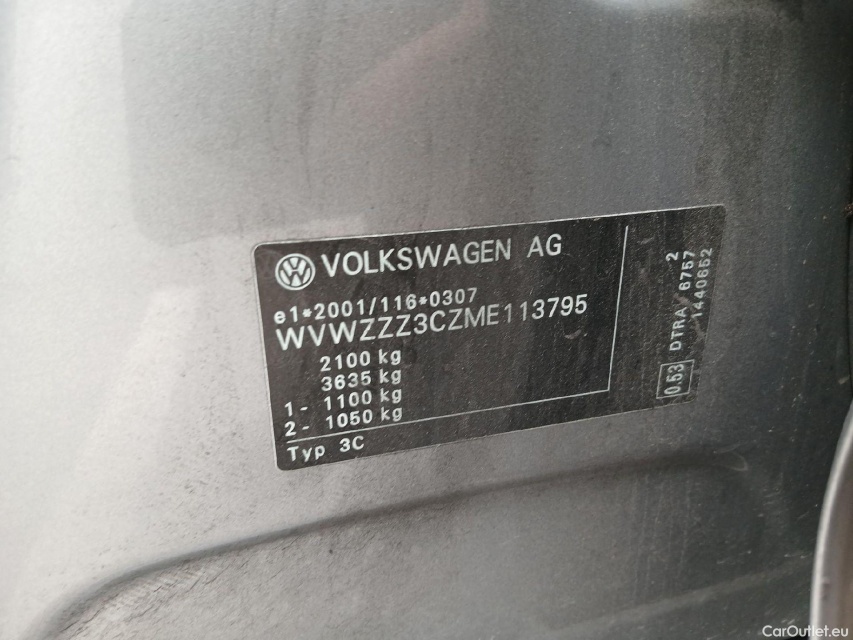 VOLKSWAGEN AG
e1*2001/116*0307
WVWZZZ3CZME113795
2100 kg
3635 kg
1 - 1100 kg
2 - 1050 kg
Typ 3C
0.53 DTRA 6757 2
1440652
CarOutlet.eu